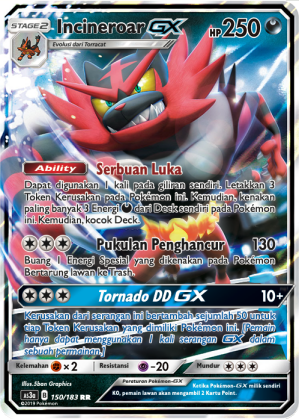 STAGE2 Incineroar GX HP250
Evolusi dari Torracat
Ability Serbuan Luka
Dapat digunakan 1 kali pada giliran sendiri. Letakkan 3
Token Kerusakan pada Pokémon ini. Kemudian, kenakan
paling banyak 3 Energi dari Deck sendiri pada Pokémon
ini. Kemudian, kocok Deck.
Pukulan Penghancur 130
Buang 1 Energi Spesial yang dikenakan pada Pokémon
Bertarung lawan ke Trash.
Tornado DD GX 10+
Kerusakan dari serangan ini bertambah sejumlah 50 untuk
tiap Token Kerusakan yang dimiliki Pokémon ini. [Pemain
hanya dapat menggunakan 1 kali serangan GX dalam
sebuah permainan.]
Kelemahan ×2 Resistansi -20 Mundur
Illus.5ban Graphics
Peraturan Pokémon-GX
AS3a D 150/183 RR
Ketika Pokémon-GX milik sendiri
KO, pemain lawan akan mengambil 2 Kartu Point.
©2019 Pokémon